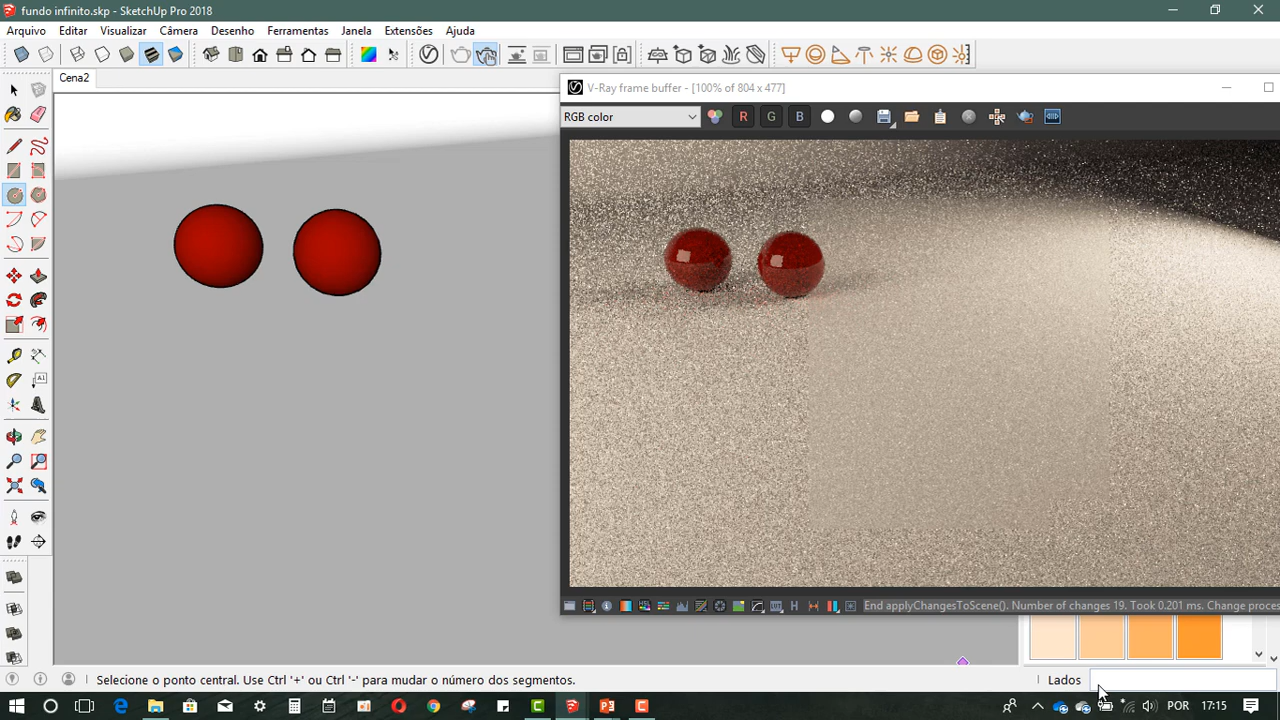 fundo infinito.skp - SketchUp Pro 2018
Arquivo Editar Visualizar Câmera Desenho Ferramentas Janela Extensões Ajuda
Cena2
V-Ray frame buffer - [100% of 804 x 477]
RGB color R G B
A1
H
End applyChangesToScene(). Number of changes 19. Took 0.201 ms. Change proce
Selecione o ponto central. Use Ctrl '+' ou Ctrl '-' para mudar o número dos segmentos.
Lados
POR 17:15